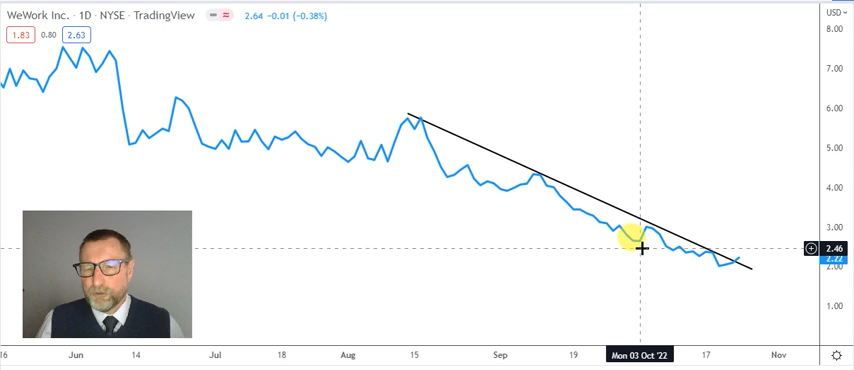 WeWork Inc. · 1D · NYSE · TradingView 2.64 −0.01 (−0.38%)
1.83 0.80 2.63
USD
8.00
7.00
6.00
5.00
4.00
3.00
2.46
2.22
2.00
1.00
16 Jun 14 Jul 18 Aug 15 Sep 19 Mon 03 Oct '22 17 Nov